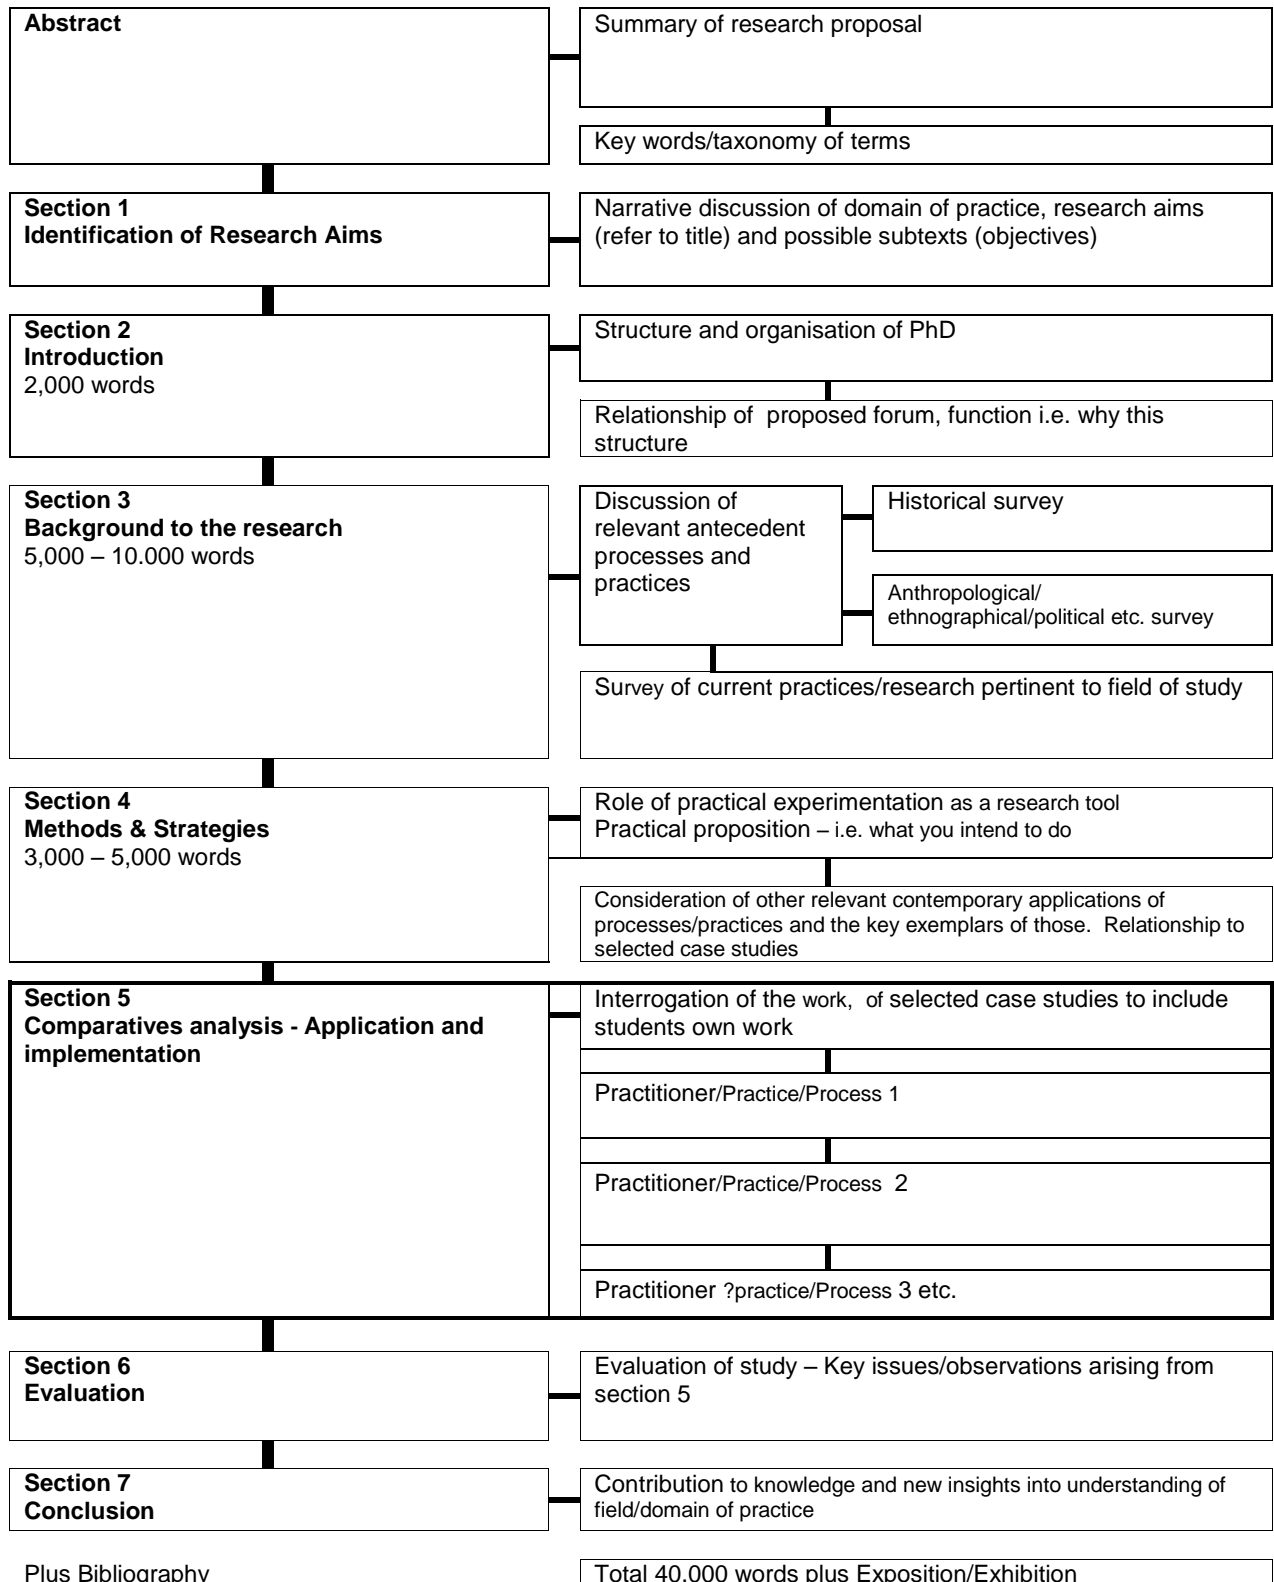 Abstract
Summary of research proposal
Key words/taxonomy of terms
Section 1
Identification of Research Aims
Narrative discussion of domain of practice, research aims
(refer to title) and possible subtexts (objectives)
Section 2
Introduction
2,000 words
Structure and organisation of PhD
Relationship of proposed forum, function i.e. why this
structure
Section 3
Background to the research
5,000 – 10.000 words
Discussion of
relevant antecedent
processes and
practices
Historical survey
Anthropological/
ethnographical/political etc. survey
Survey of current practices/research pertinent to field of study
Section 4
Methods & Strategies
3,000 – 5,000 words
Role of practical experimentation as a research tool
Practical proposition – i.e. what you intend to do
Consideration of other relevant contemporary applications of
processes/practices and the key exemplars of those. Relationship to
selected case studies
Section 5
Comparatives analysis - Application and
implementation
Interrogation of the work, of selected case studies to include
students own work
Practitioner/Practice/Process 1
Practitioner/Practice/Process 2
Practitioner ?practice/Process 3 etc.
Section 6
Evaluation
Evaluation of study – Key issues/observations arising from
section 5
Section 7
Conclusion
Contribution to knowledge and new insights into understanding of
field/domain of practice
Plus Bibliography
Total 40,000 words plus Exposition/Exhibition